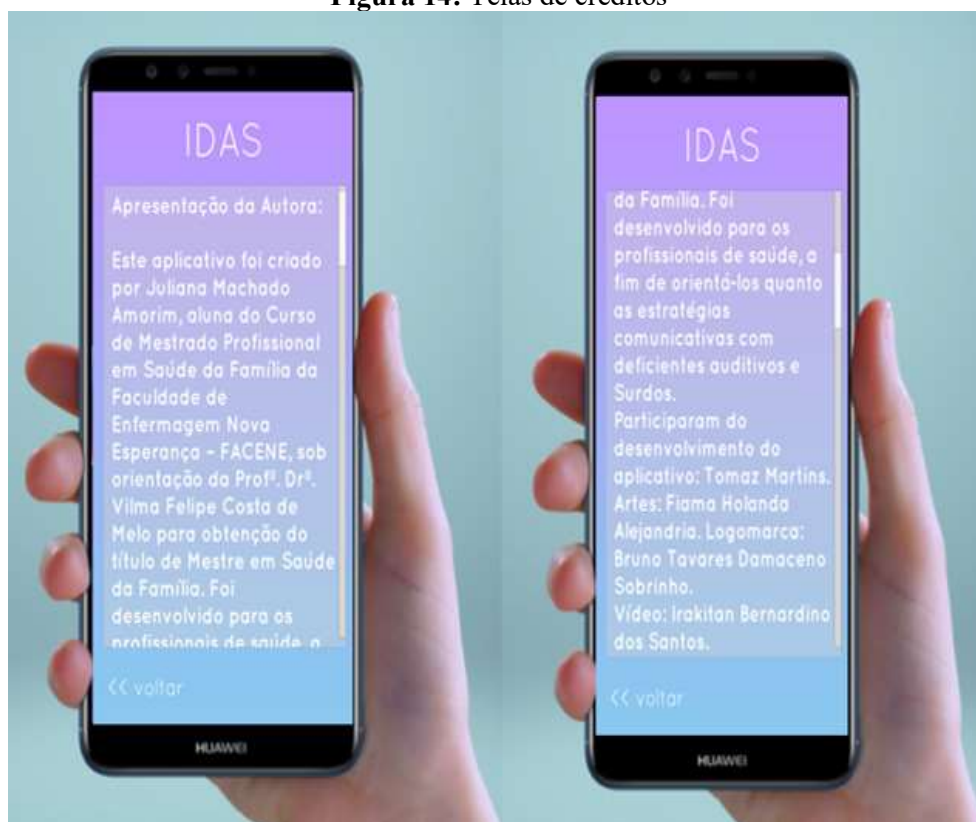 Figura 14: Telas de créditos
IDAS
Apresentação da Autora:
Este aplicativo foi criado
por Juliana Machado
Amorim, aluna do Curso
de Mestrado Profissional
em Saúde da Família da
Faculdade de
Enfermagem Nova
Esperança – FACENE, sob
orientação da Profª. Drª.
Vilma Felipe Costa de
Melo para obtenção do
título de Mestre em Saúde
da Família. Foi
desenvolvido para os
profissionais de saúde, a
<< voltar
HUAWEI
IDAS
da Família. Foi
desenvolvido para os
profissionais de saúde, a
fim de orientá-los quanto
as estratégias
comunicativas com
deficientes auditivos e
Surdos.
Participaram do
desenvolvimento do
aplicativo: Tomaz Martins.
Artes: Fiama Holanda
Alejandria. Logomarca:
Bruno Tavares Damaceno
Sobrinho.
Vídeo: Irakitan Bernardino
dos Santos.
<< voltar
HUAWEI